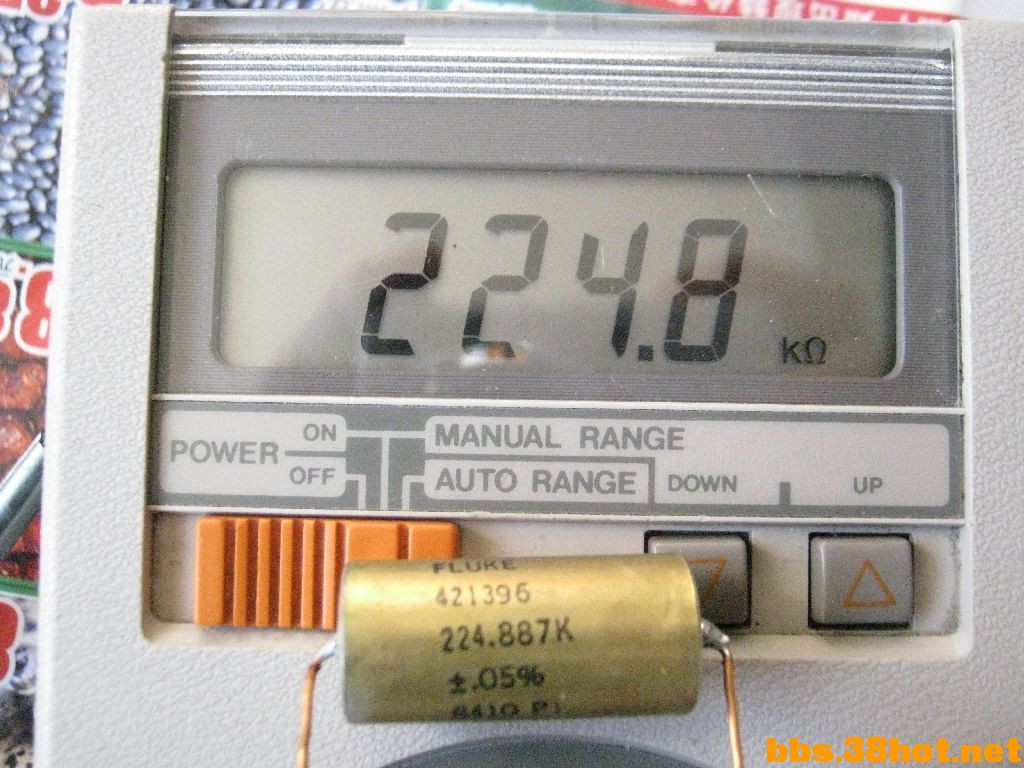 224.8
kΩ
POWER
ON
OFF
MANUAL RANGE
AUTO RANGE
DOWN
UP
FLUKE
421396
224.887K
±.05%
bbs.38hot.net